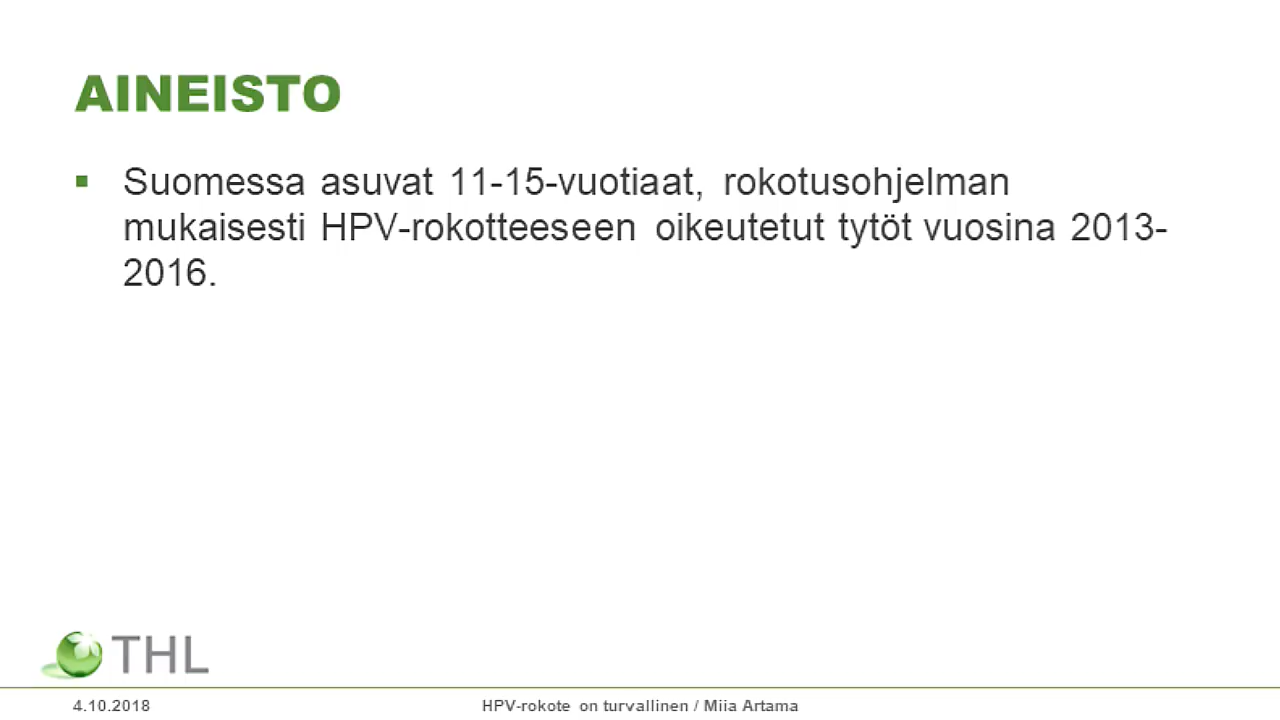 AINEISTO
▪ Suomessa asuvat 11-15-vuotiaat, rokotusohjelman
mukaisesti HPV-rokotteeseen oikeutetut tytöt vuosina 2013-
2016.
THL
4.10.2018
HPV-rokote on turvallinen / Miia Artama